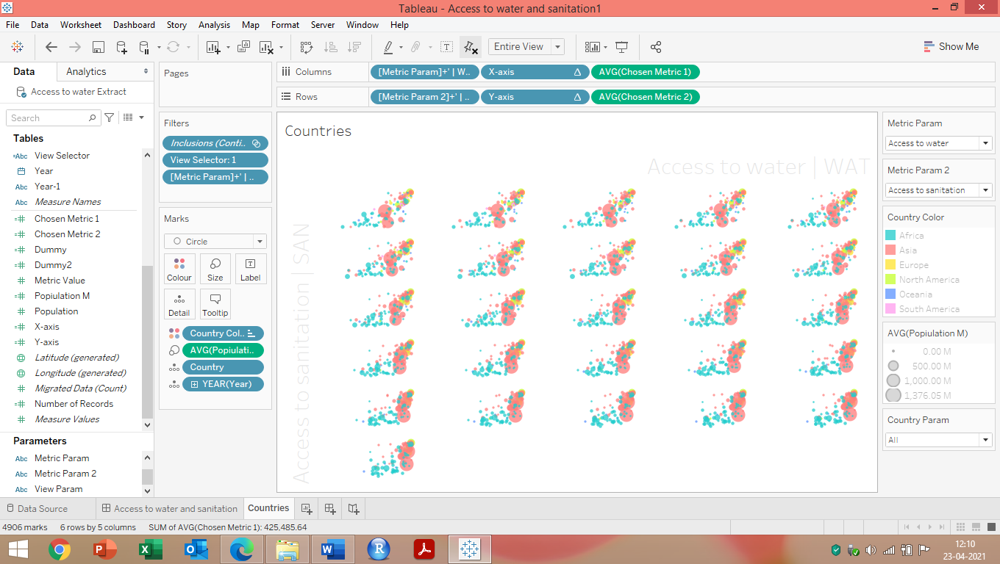 Tableau - Access to water and sanitation1
File Data Worksheet Dashboard Story Analysis Map Format Server Window Help
Entire View
Show Me
Data Analytics
Access to water Extract
Search
Tables
=Abc View Selector
Year
Abc Year-1
Abc Measure Names
Chosen Metric 1
Chosen Metric 2
Dummy
Dummy2
Metric Value
Popiulation M
Population
X-axis
Y-axis
Latitude (generated)
Longitude (generated)
Migrated Data (Count)
Number of Records
Measure Values
Parameters
Abc Metric Param
Abc Metric Param 2
Abc View Param
Pages
Filters
Inclusions (Conti..
View Selector: 1
[Metric Param]+' | ..
Marks
Circle
Colour Size Label
Detail Tooltip
Country Col..
AVG(Popiulati..
Country
YEAR(Year)
Columns [Metric Param]+' | W.. X-axis AVG(Chosen Metric 1)
Rows [Metric Param 2]+' | .. Y-axis AVG(Chosen Metric 2)
Countries
Access to water | WAT
Access to sanitation | SAN
Metric Param
Access to water
Metric Param 2
Access to sanitation
Country Color
Africa
Asia
Europe
North America
Oceania
South America
AVG(Popiulation M)
0.00 M
500.00 M
1,000.00 M
1,376.05 M
Country Param
All
Data Source Access to water and sanitation Countries
4906 marks 6 rows by 5 columns SUM of AVG(Chosen Metric 1): 425,485.64
12:10
23-04-2021